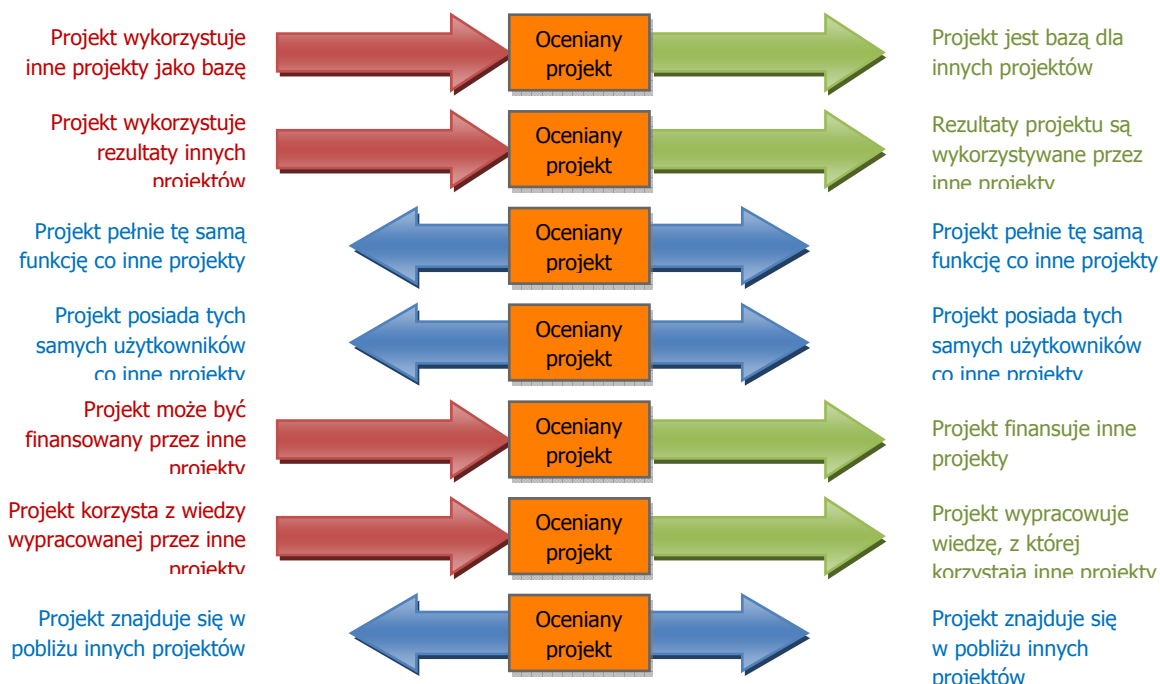 Projekt wykorzystuje
inne projekty jako bazę
Oceniany
projekt
Projekt jest bazą dla
innych projektów
Projekt wykorzystuje
rezultaty innych
projektów
Oceniany
projekt
Rezultaty projektu są
wykorzystywane przez
inne projekty
Projekt pełnie tę samą
funkcję co inne projekty
Oceniany
projekt
Projekt pełnie tę samą
funkcję co inne projekty
Projekt posiada tych
samych użytkowników
co inne projekty
Oceniany
projekt
Projekt posiada tych
samych użytkowników
co inne projekty
Projekt może być
finansowany przez inne
projekty
Oceniany
projekt
Projekt finansuje inne
projekty
Projekt korzysta z wiedzy
wypracowanej przez inne
projekty
Oceniany
projekt
Projekt wypracowuje
wiedzę, z której
korzystają inne projekty
Projekt znajduje się w
pobliżu innych projektów
Oceniany
projekt
Projekt znajduje się
w pobliżu innych
projektów